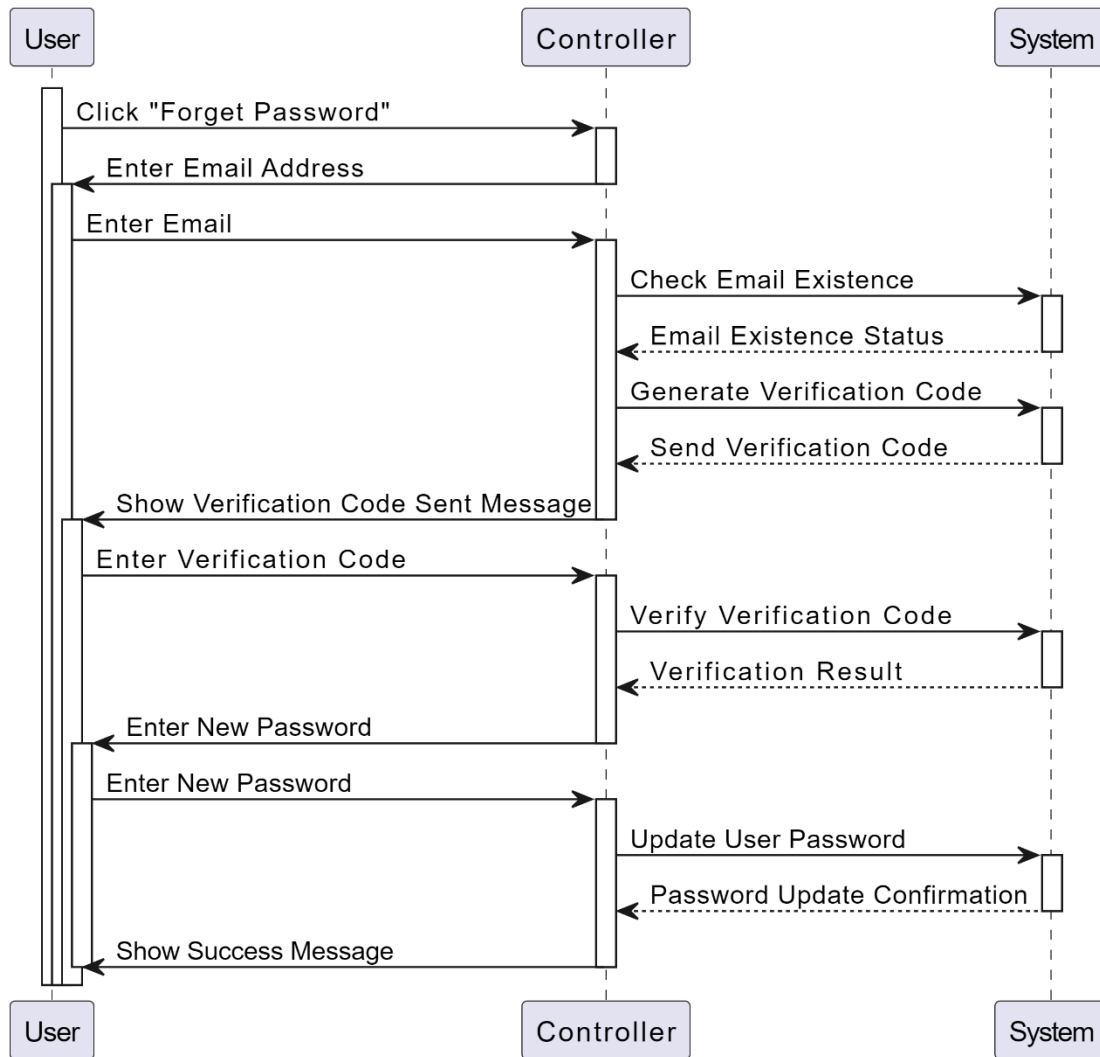 User
Controller
System
Click "Forget Password"
Enter Email Address
Enter Email
Check Email Existence
Email Existence Status
Generate Verification Code
Send Verification Code
Show Verification Code Sent Message
Enter Verification Code
Verify Verification Code
Verification Result
Enter New Password
Enter New Password
Update User Password
Password Update Confirmation
Show Success Message
User
Controller
System